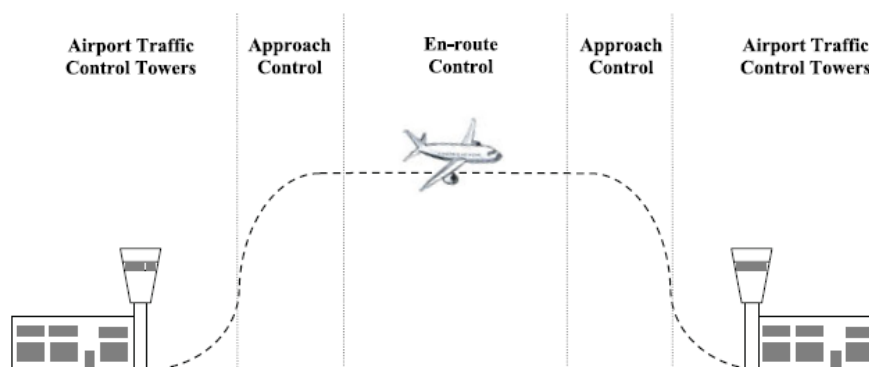 Airport Traffic
Control Towers
Approach
Control
En-route
Control
Approach
Control
Airport Traffic
Control Towers